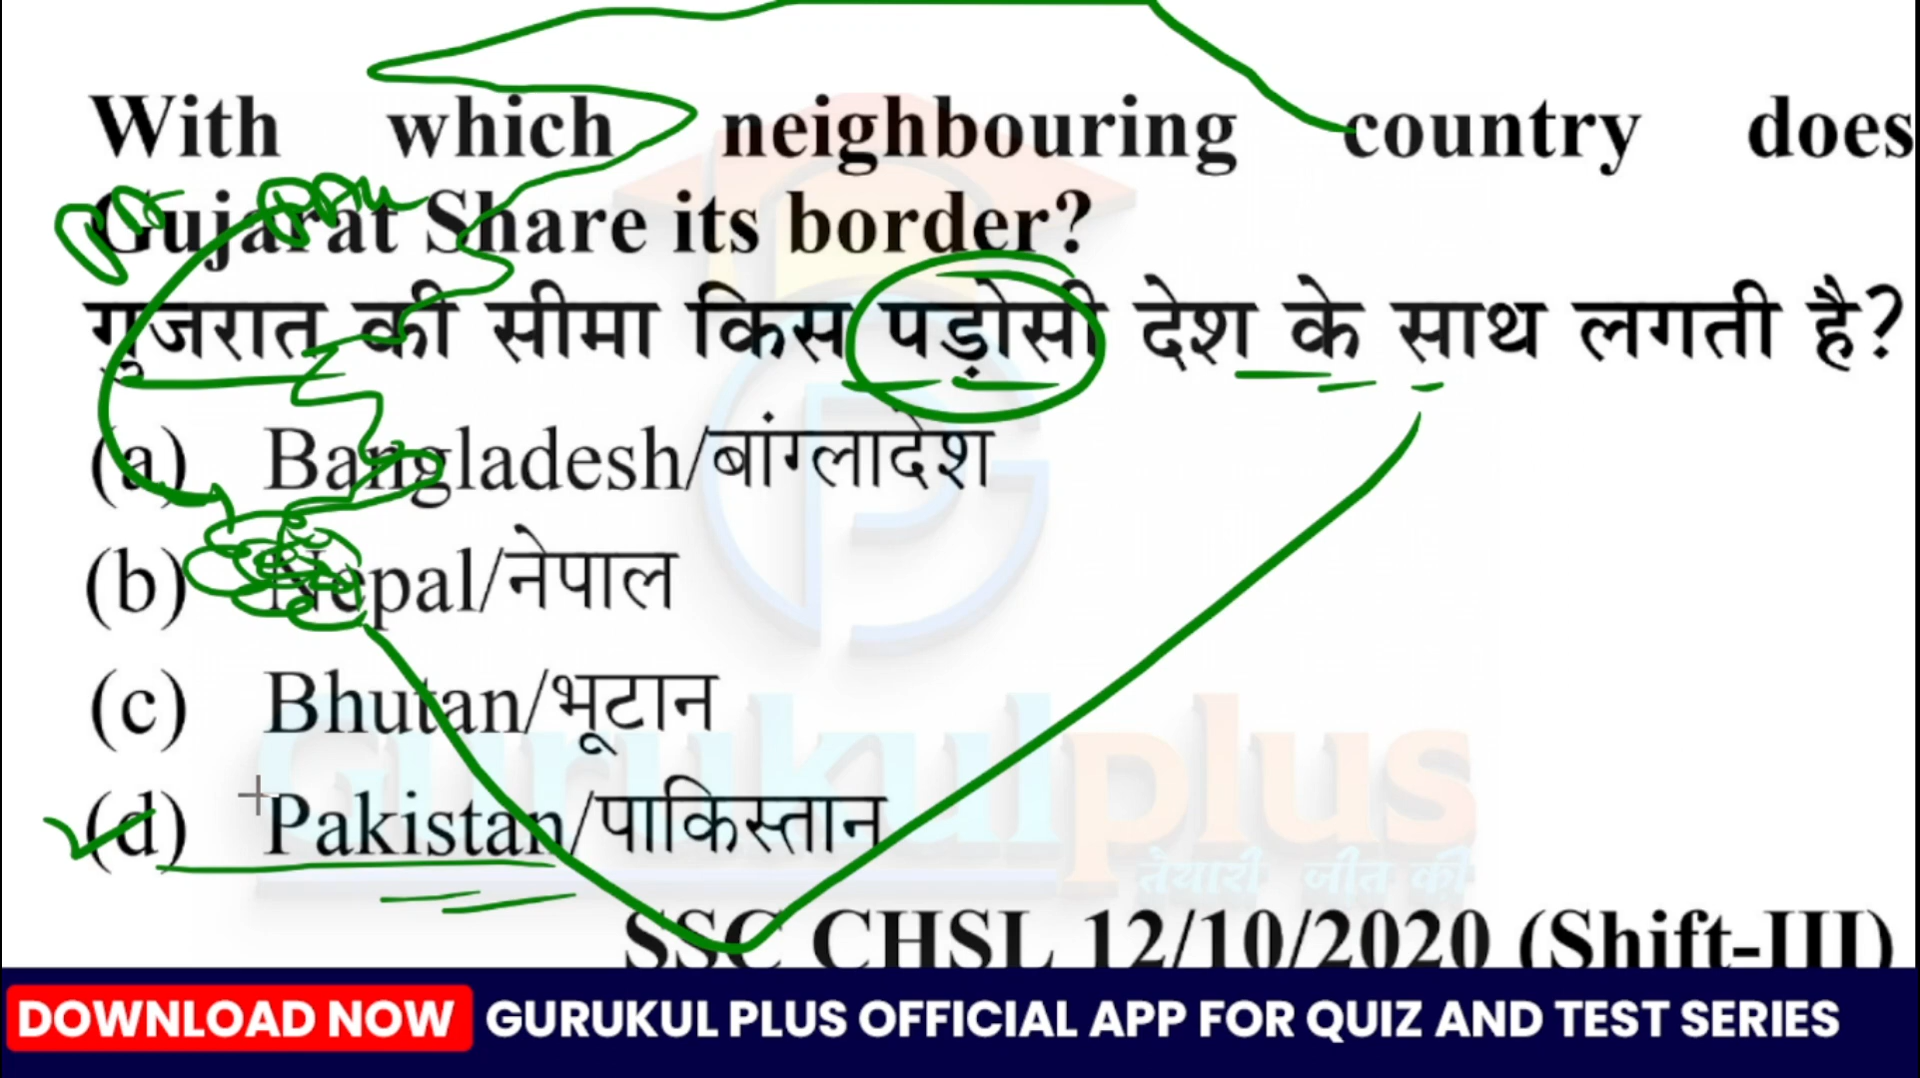 With which neighbouring country does
Gujarat Share its border?
गुजरात की सीमा किस पड़ोसी देश के साथ लगती है?
(a) Bangladesh/बांग्लादेश
(b) Nepal/नेपाल
(c) Bhutan/भूटान
(d) Pakistan/पाकिस्तान
Gurukulplus
तैयारी जीत की
SSC CHSL 12/10/2020 (Shift-III)
DOWNLOAD NOW GURUKUL PLUS OFFICIAL APP FOR QUIZ AND TEST SERIES